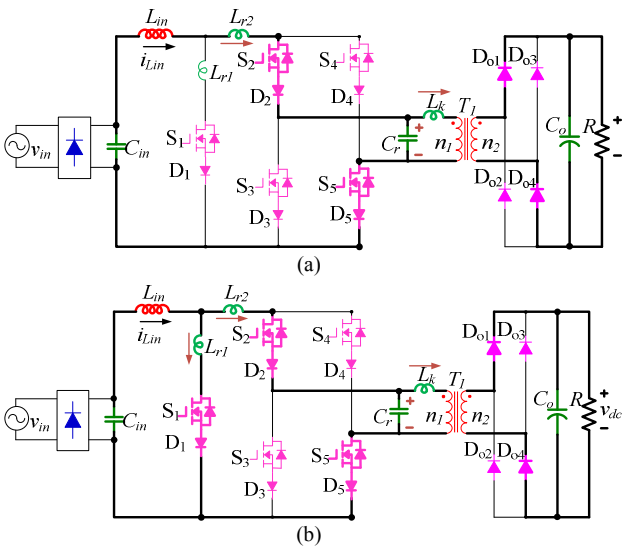 L_in L_r2
i_Lin S_2 S_4 D_o1 D_o3
L_r1
D_2 D_4 L_k T_1
S_1 + C_o R +
v_in C_in C_r n_1 n_2
D_1 S_3 - S_5 -
D_o2 D_o4
D_3 D_5
(a)
L_in L_r2
i_Lin S_2 S_4 D_o1 D_o3
L_r1
D_2 D_4 L_k T_1
S_1 + C_o R +
v_in C_in C_r n_1 n_2 v_dc
D_1 S_3 - S_5 -
D_o2 D_o4
D_3 D_5
(b)